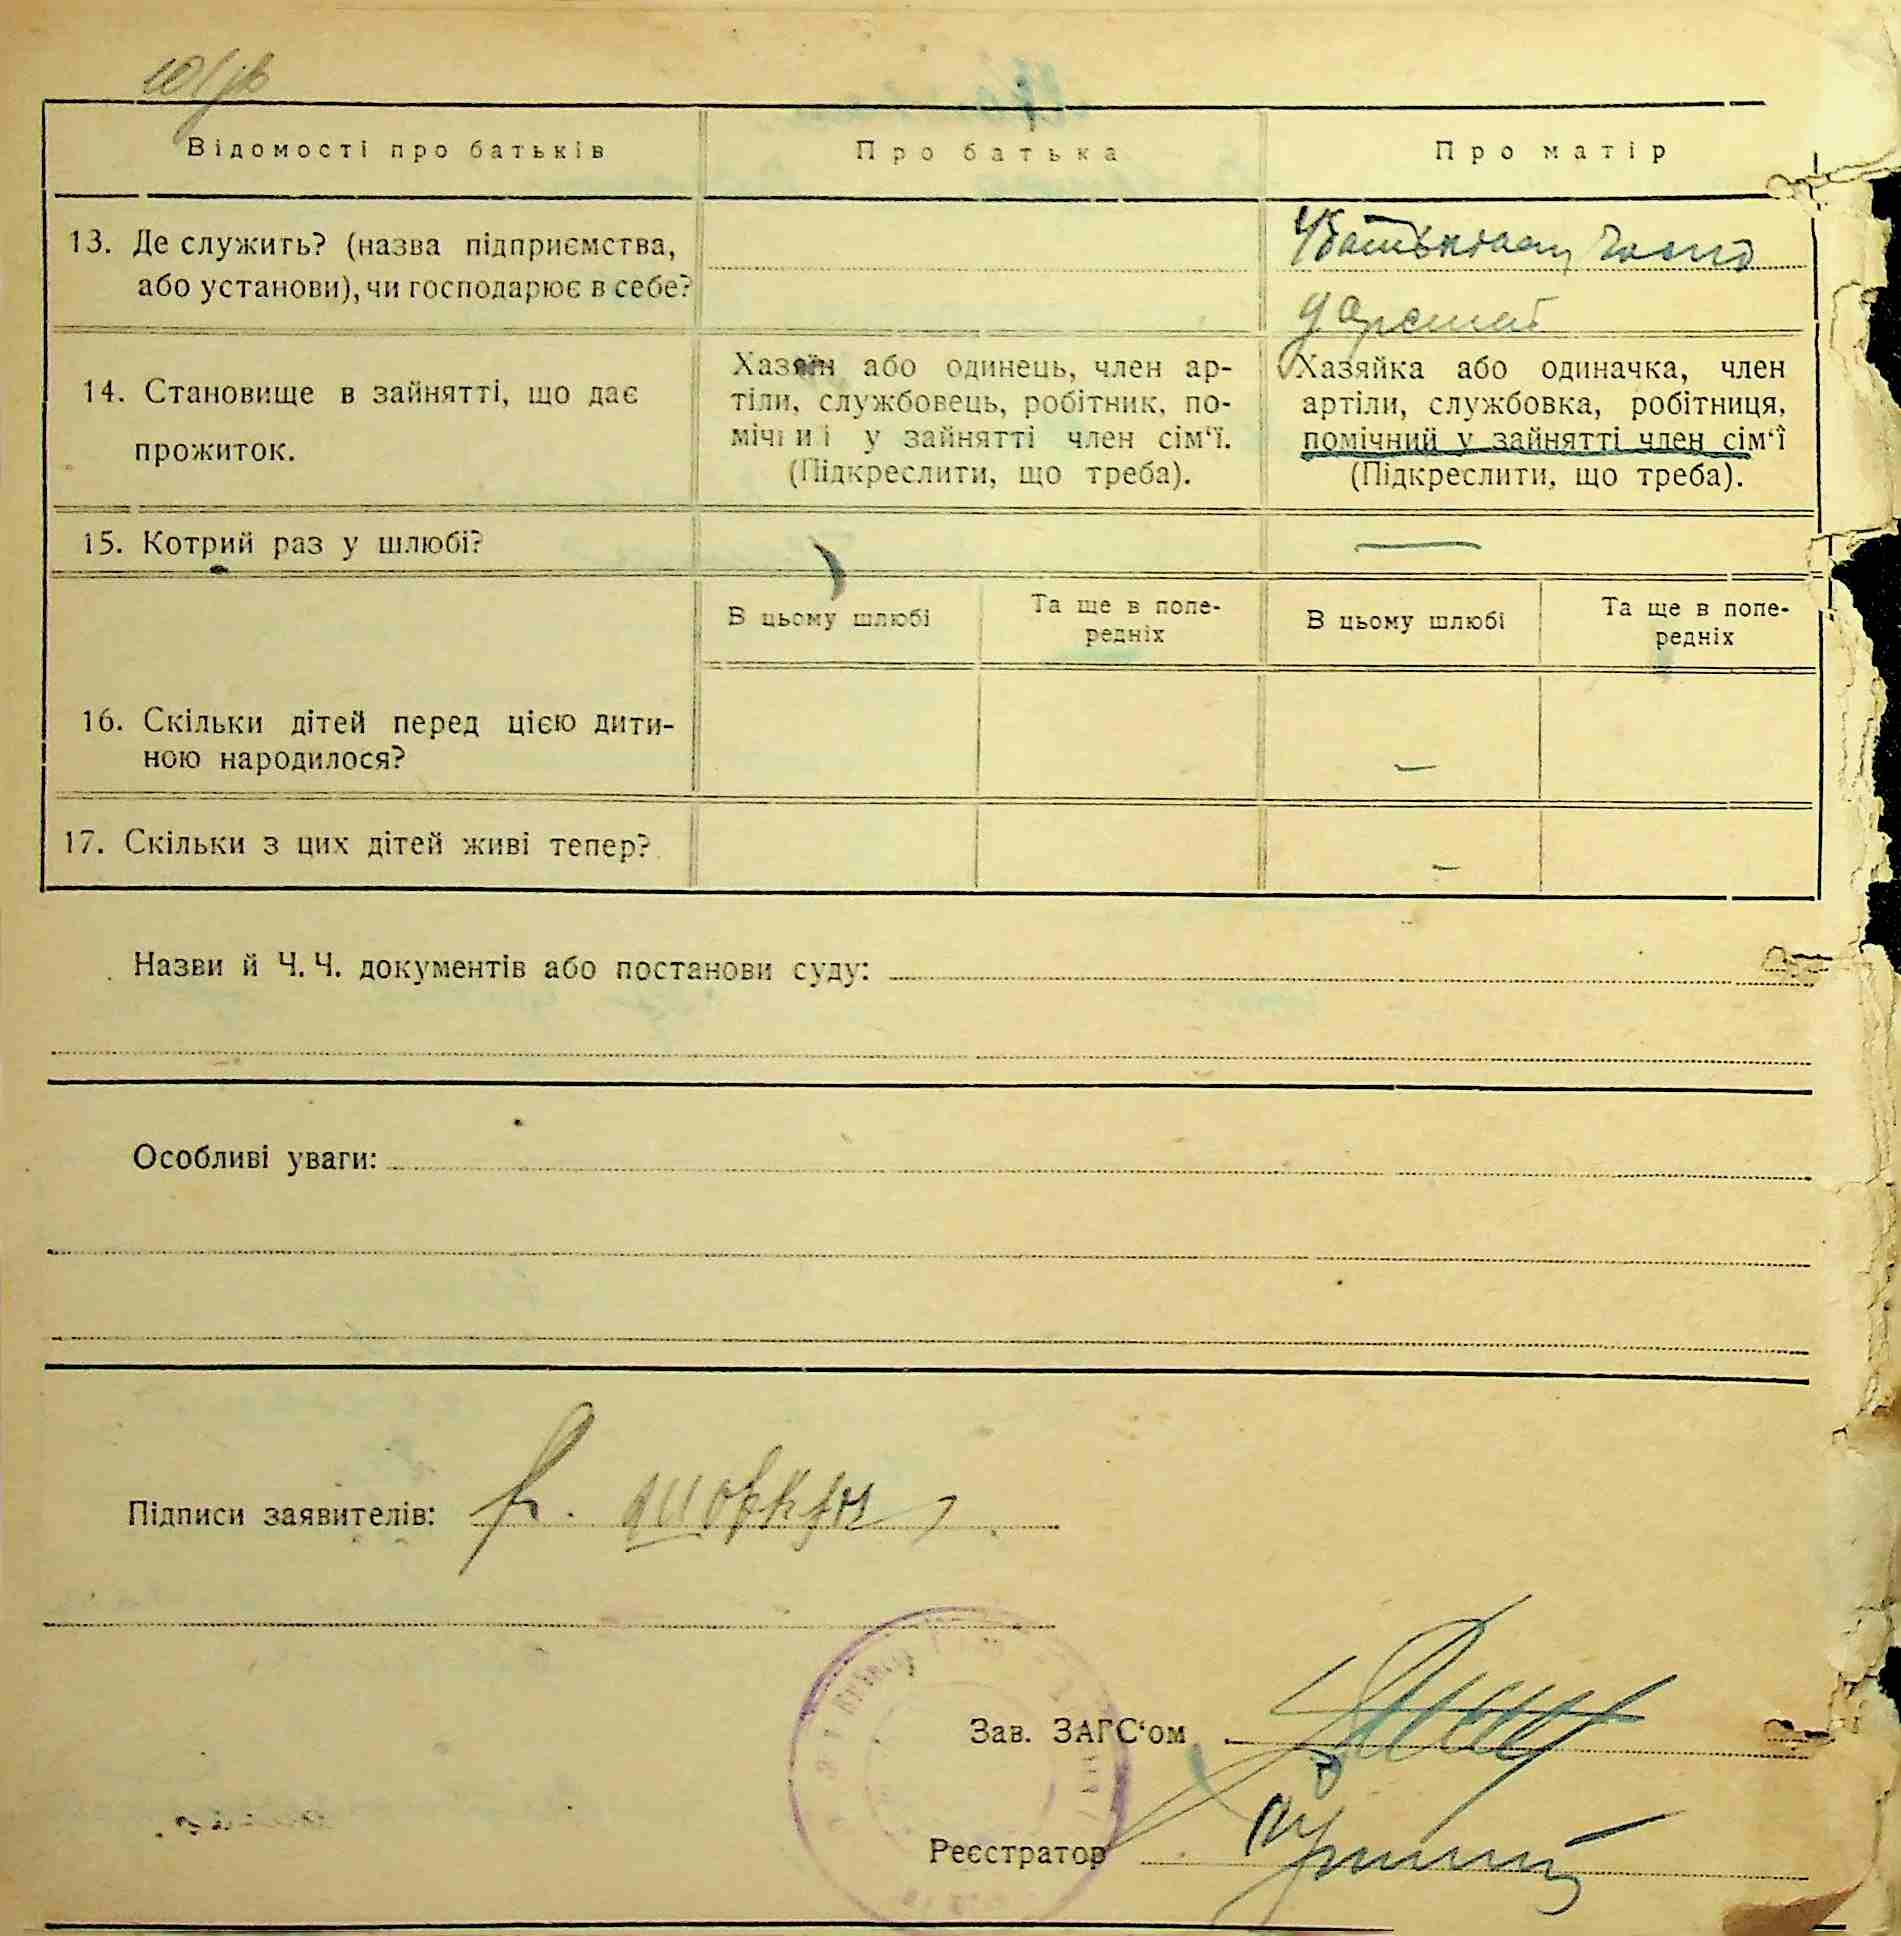 Відомості про батьків
Про батька
Про матір
13. Де служить? (назва підприємства,
або установи), чи господарює в себе?
14. Становище в зайнятті, що дає
прожиток.
Хазяїн або одинець, член ар-
тіли, службовець, робітник, по-
мічний у зайнятті член сім'ї.
(Підкреслити, що треба).
Хазяйка або одиначка, член
артіли, службовка, робітниця,
помічний у зайнятті член сім'ї
(Підкреслити, що треба).
15. Котрий раз у шлюбі?
—
В цьому шлюбі
Та ще в попе-
редніх
В цьому шлюбі
Та ще в попе-
редніх
16. Скільки дітей перед цією дити-
ною народилося?
–
17. Скільки з цих дітей живі тепер?
-
Назви й Ч. Ч. документів або постанови суду:
Особливі уваги:
Підписи заявителів:
Зав. ЗАГС'ом
Реєстратор